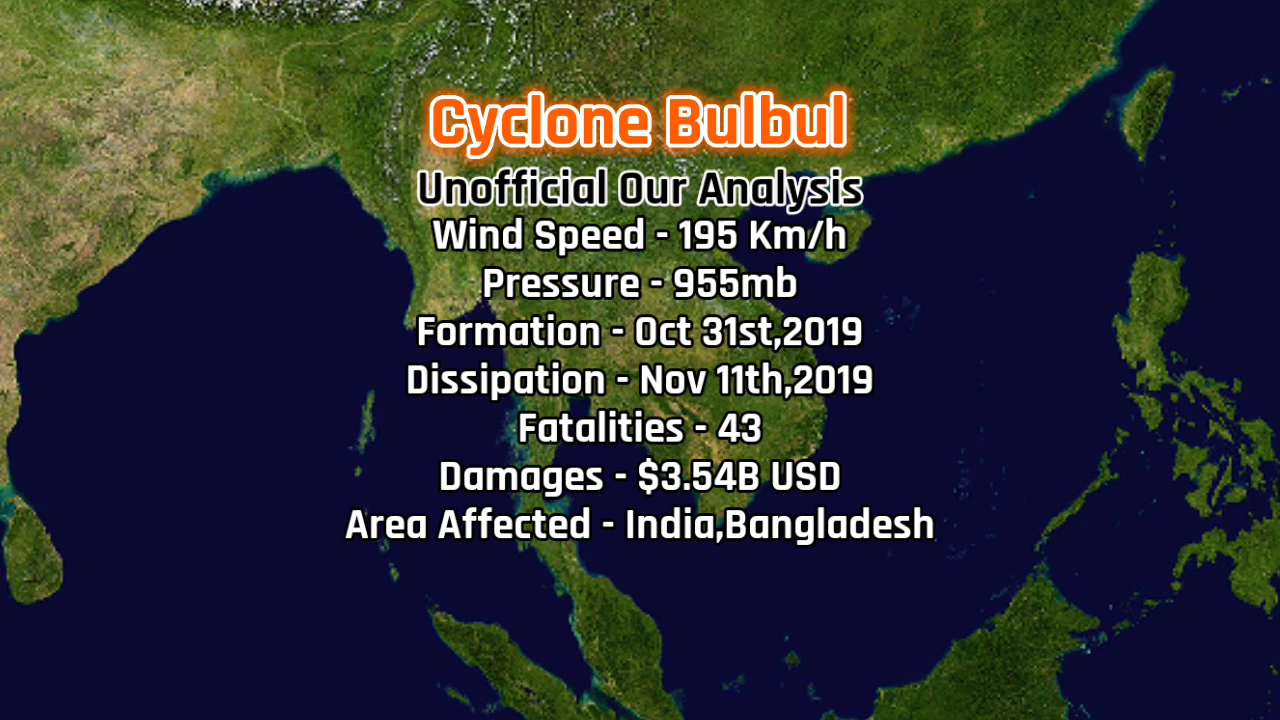 Cyclone Bulbul
Unofficial Our Analysis
Wind Speed - 195 Km/h
Pressure - 955mb
Formation - Oct 31st,2019
Dissipation - Nov 11th,2019
Fatalities - 43
Damages - $3.54B USD
Area Affected - India,Bangladesh